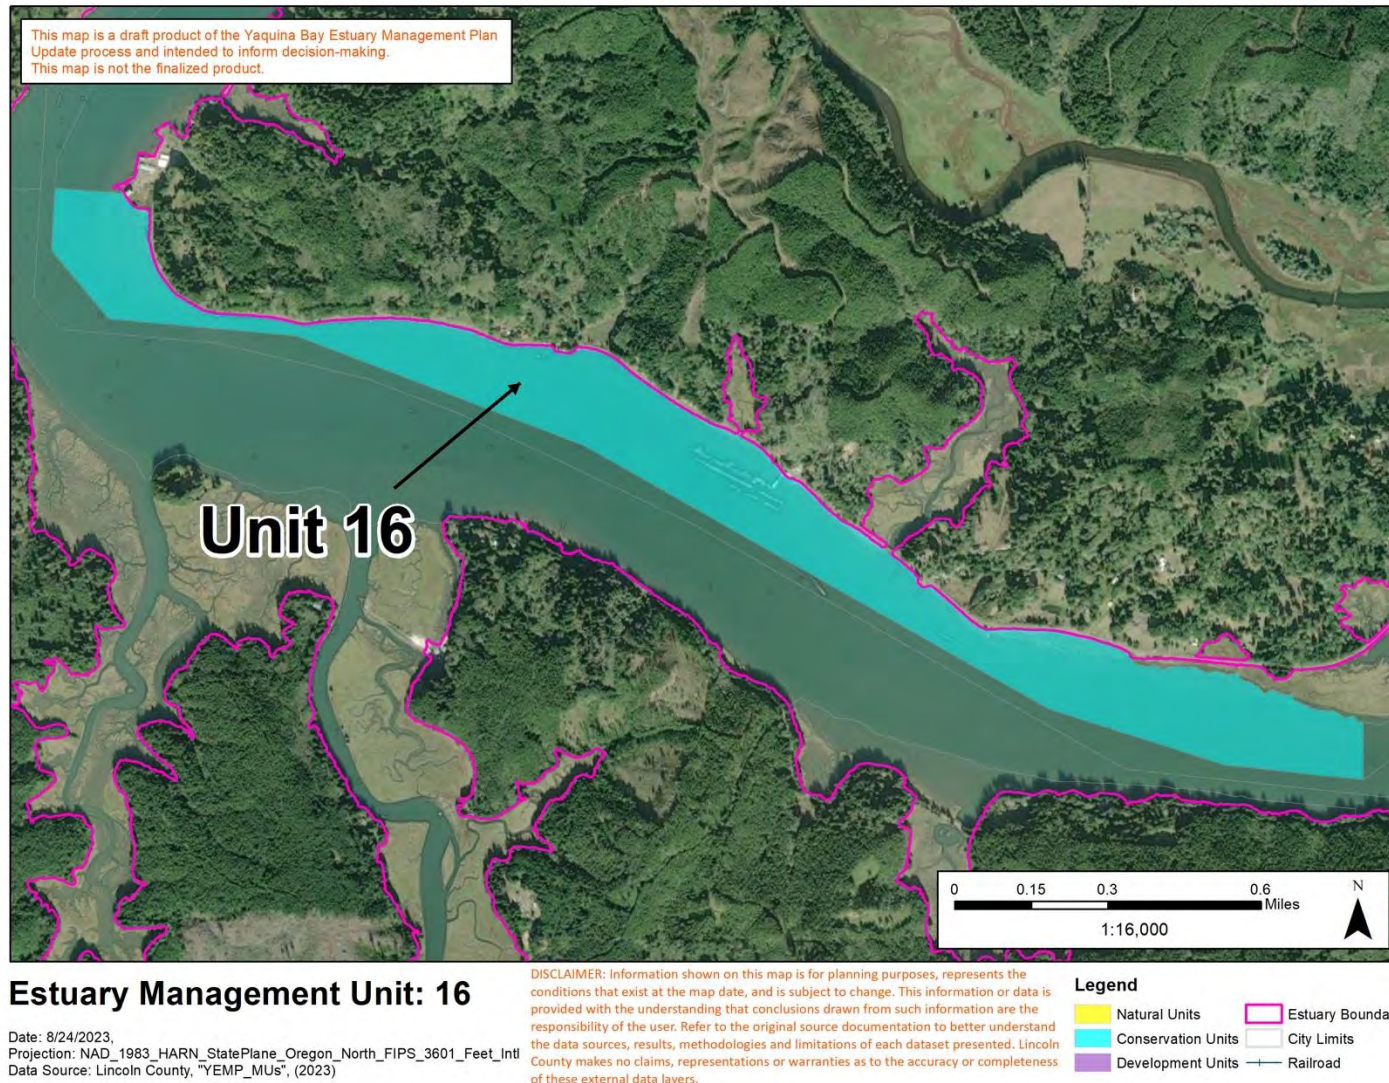 This map is a draft product of the Yaquina Bay Estuary Management Plan
Update process and intended to inform decision-making.
This map is not the finalized product.
Unit 16
0 0.15 0.3 0.6
Miles
1:16,000
N
Estuary Management Unit: 16
Date: 8/24/2023,
Projection: NAD_1983_HARN_StatePlane_Oregon_North_FIPS_3601_Feet_Intl
Data Source: Lincoln County, "YEMP_MUs", (2023)
DISCLAIMER: Information shown on this map is for planning purposes, represents the
conditions that exist at the map date, and is subject to change. This information or data is
provided with the understanding that conclusions drawn from such information are the
responsibility of the user. Refer to the original source documentation to better understand
the data sources, results, methodologies and limitations of each dataset presented. Lincoln
County makes no claims, representations or warranties as to the accuracy or completeness
of these external data layers.
Legend
Natural Units
Conservation Units
Development Units
Estuary Bounda
City Limits
Railroad